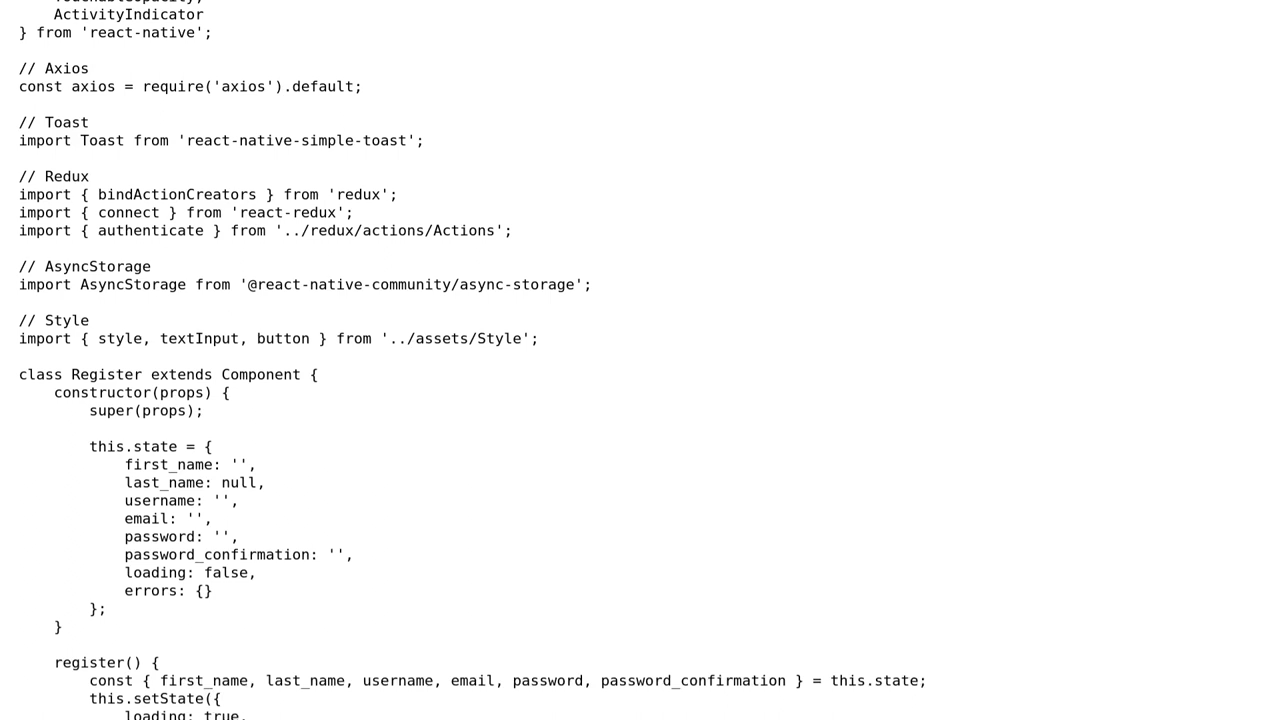 ActivityIndicator
} from 'react-native';

// Axios
const axios = require('axios').default;

// Toast
import Toast from 'react-native-simple-toast';

// Redux
import { bindActionCreators } from 'redux';
import { connect } from 'react-redux';
import { authenticate } from '../redux/actions/Actions';

// AsyncStorage
import AsyncStorage from '@react-native-community/async-storage';

// Style
import { style, textInput, button } from '../assets/Style';

class Register extends Component {
    constructor(props) {
        super(props);

        this.state = {
            first_name: '',
            last_name: null,
            username: '',
            email: '',
            password: '',
            password_confirmation: '',
            loading: false,
            errors: {}
        };
    }

    register() {
        const { first_name, last_name, username, email, password, password_confirmation } = this.state;
        this.setState({
            loading: true,